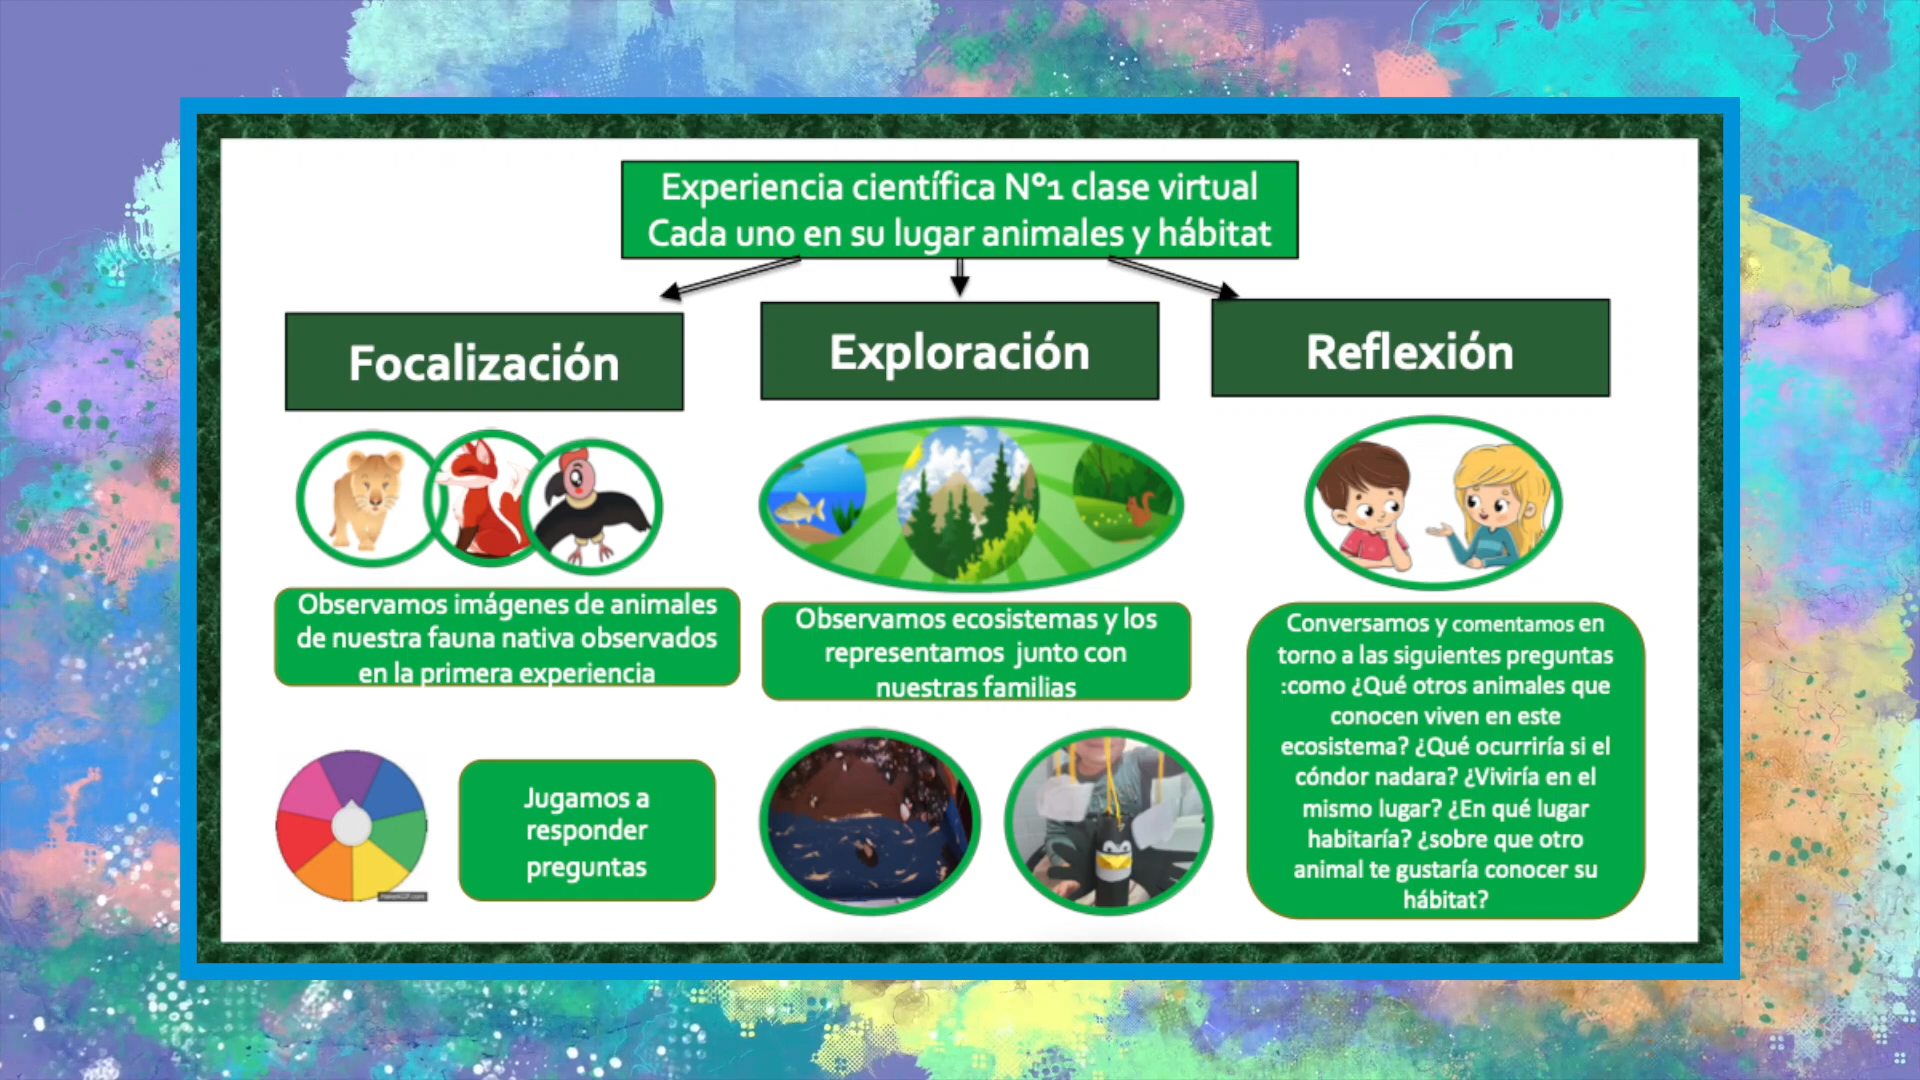 Experiencia científica N°1 clase virtual
Cada uno en su lugar animales y hábitat
Focalización
Exploración
Reflexión
Observamos imágenes de animales
de nuestra fauna nativa observados
en la primera experiencia
Jugamos a
responder
preguntas
Observamos ecosistemas y los
representamos junto con
nuestras familias
Conversamos y comentamos en
torno a las siguientes preguntas
:como ¿Qué otros animales que
conocen viven en este
ecosistema? ¿Qué ocurriría si el
cóndor nadara? ¿Viviría en el
mismo lugar? ¿En qué lugar
habitaría? ¿sobre que otro
animal te gustaría conocer su
hábitat?